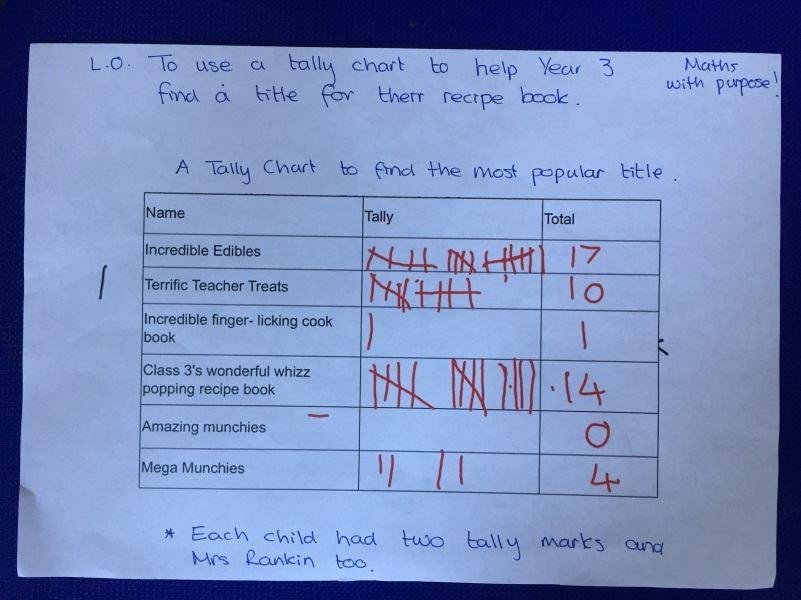 L.O. To use a tally chart to help Year 3
Maths
with purpose!
find a title for their recipe book.
A Tally Chart to find the most popular title.
Name Tally Total
Incredible Edibles 17
Terrific Teacher Treats 10
Incredible finger- licking cook
book 1
Class 3's wonderful whizz
popping recipe book 14
Amazing munchies 0
Mega Munchies 4
* Each child had two tally marks and
Mrs Rankin too.